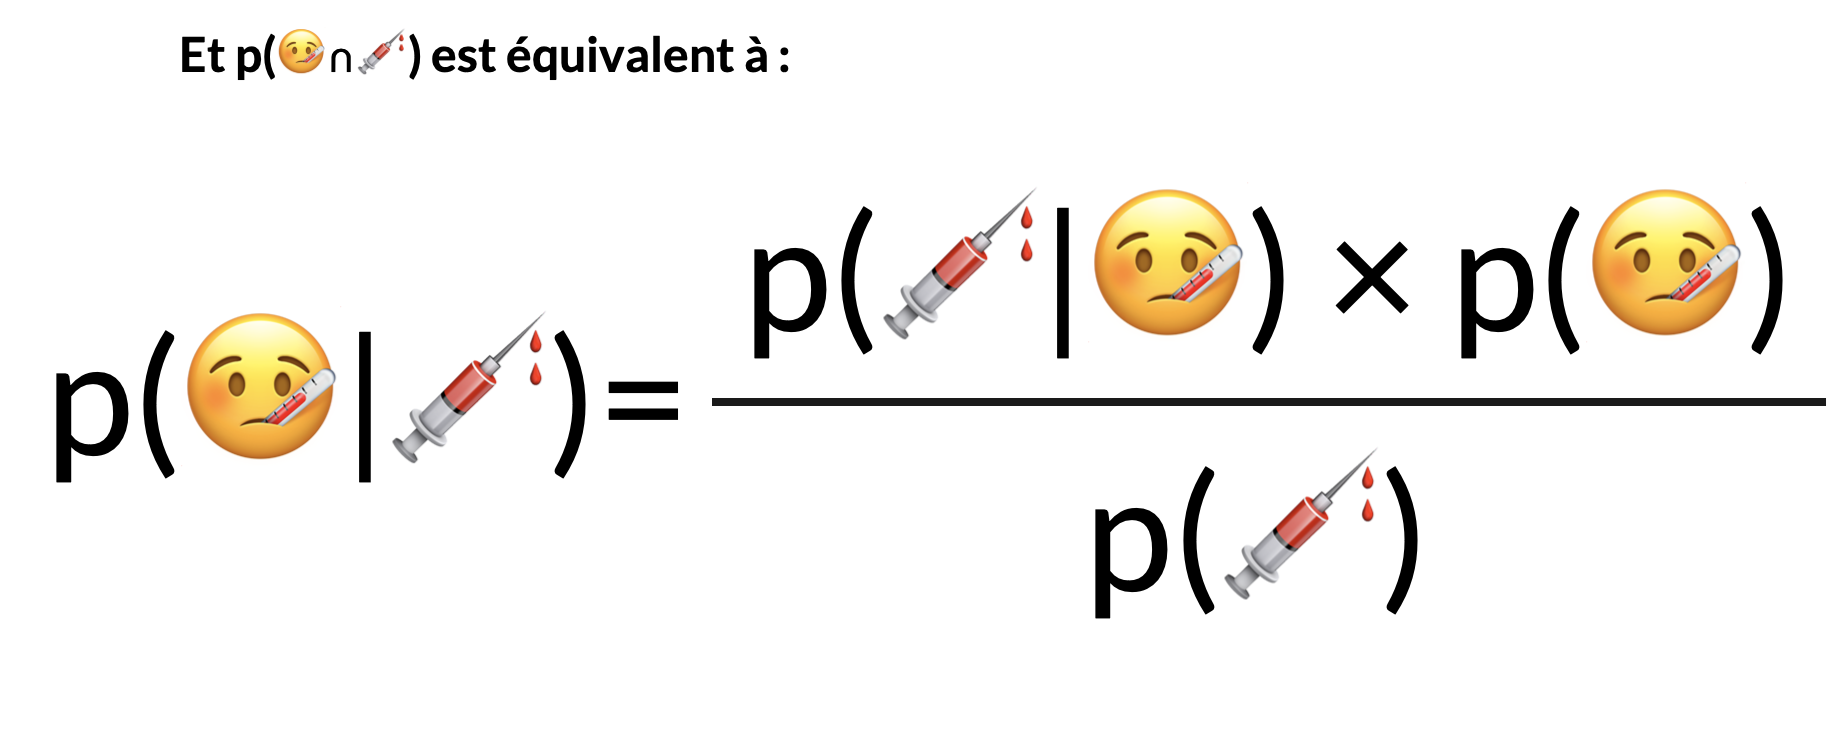 Et p(🤒∩💉) est équivalent à :
p(🤒|💉)=
p(💉|🤒) × p(🤒)
p(💉)